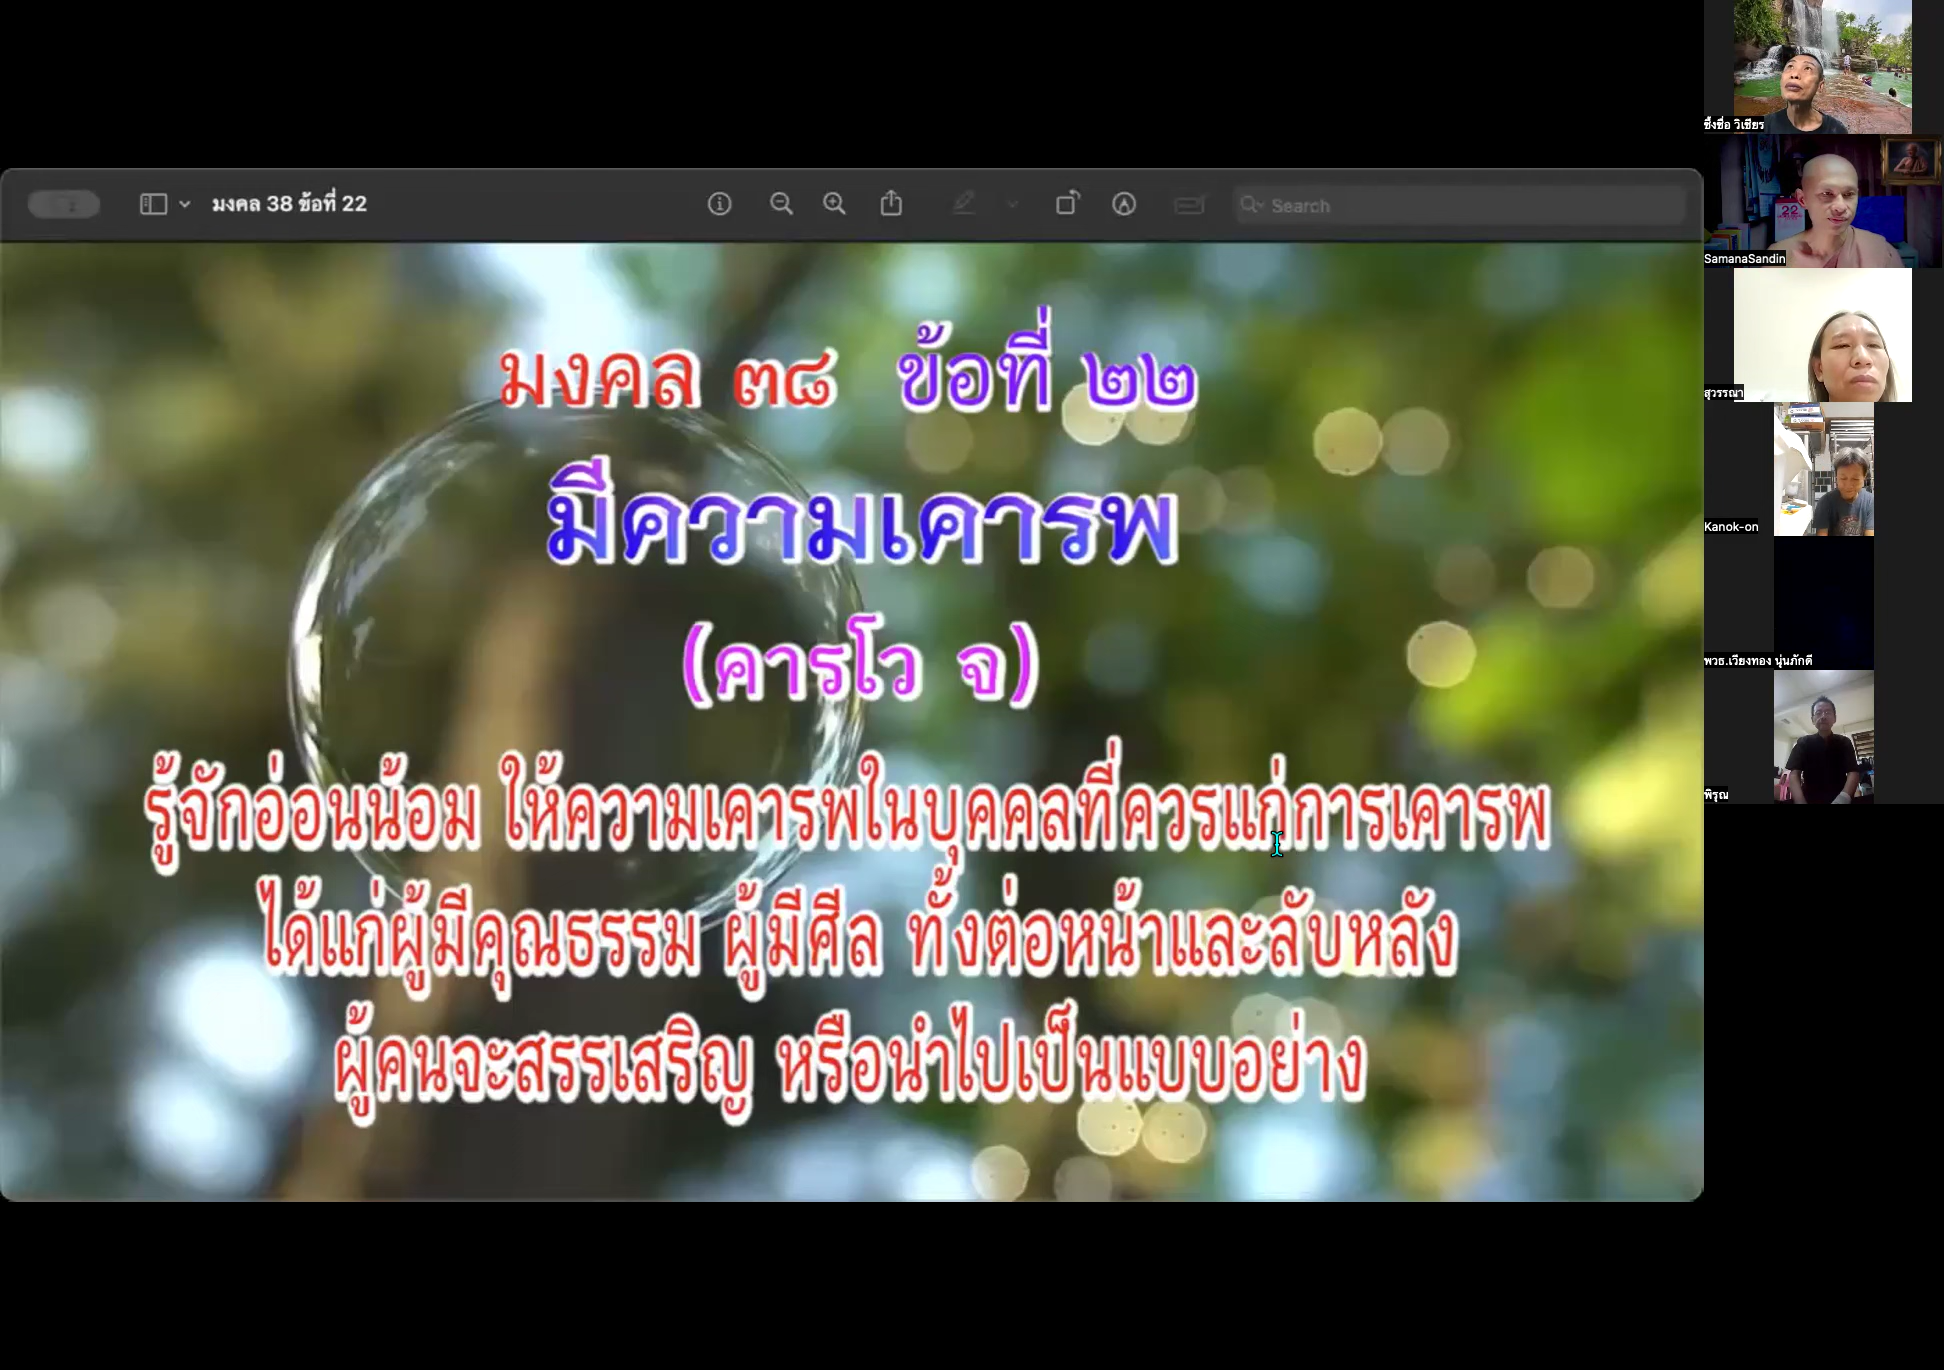 มงคล 38 ข้อที่ 22
Search
มงคล ๓๘ ข้อที่ ๒๒
มีความเคารพ
(คารโว จ)
รู้จักอ่อนน้อม ให้ความเคารพในบุคคลที่ควรแก่การเคารพ
ได้แก่ผู้มีคุณธรรม ผู้มีศีล ทั้งต่อหน้าและลับหลัง
ผู้คนจะสรรเสริญ หรือนำไปเป็นแบบอย่าง
ซึ้งซื่อ วิเชียร
22
SamanaSandin
สุวรรณา
Kanok-on
พวธ.เวียงทอง นุ่นภักดี
พิรุณ